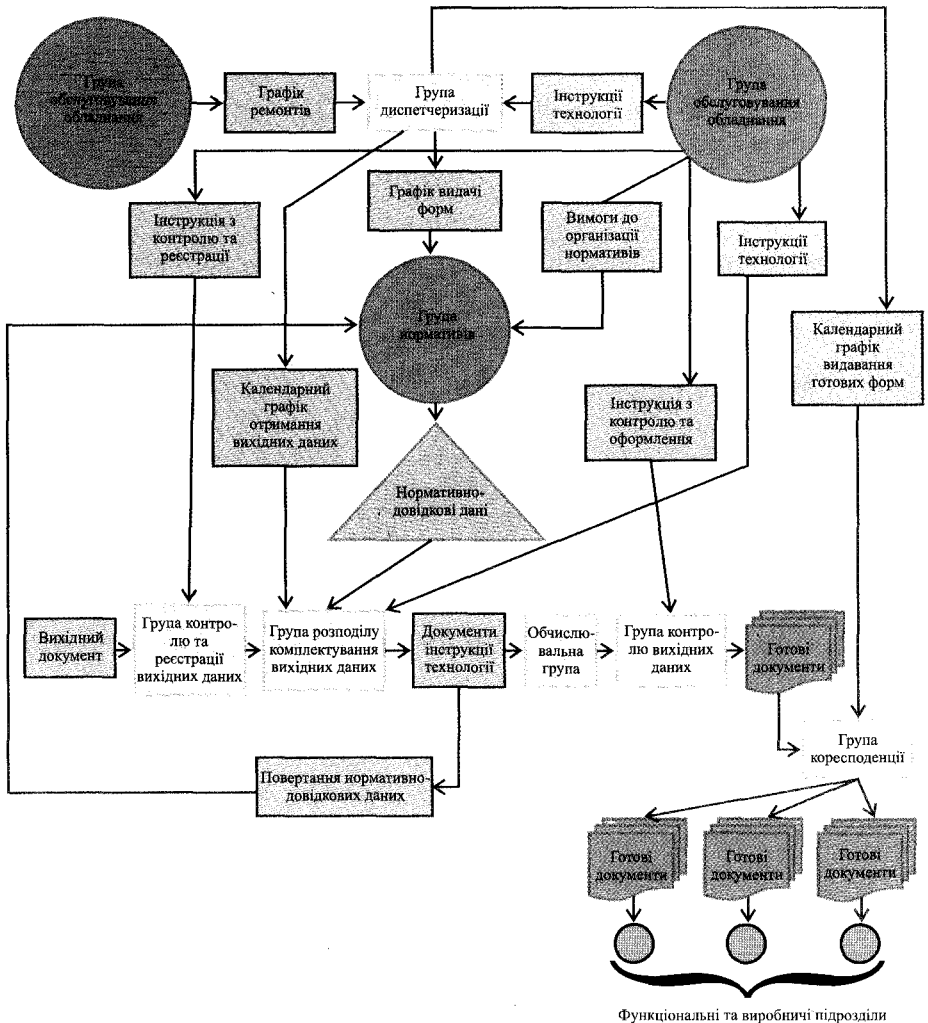 Група
обслуговування
обладнання
Графік
ремонтів
Група
диспетчеризації
Інструкції
технології
Група
обслуговування
обладнання
Інструкція з
контролю та
реєстрації
Графік видачі
форм
Вимоги до
організації
нормативів
Інструкції
технології
Група
нормативів
Календарний
графік
видавання
готових форм
Календарний
графік
отримання
вихідних даних
Інструкція з
контролю та
оформлення
Нормативно-
довідкові дані
Вихідний
документ
Група контро-
лю та
реєстрації
вихідних даних
Група розподілу
комплектування
вихідних даних
Документи
інструкції
технології
Обчислю-
вальна
група
Група контро-
лю вихідних
даних
Готові
документи
Група
коресподенції
Повертання нормативно-
довідкових даних
Готові
документи
Готові
документи
Готові
документи
Функціональні та виробничі підрозділи